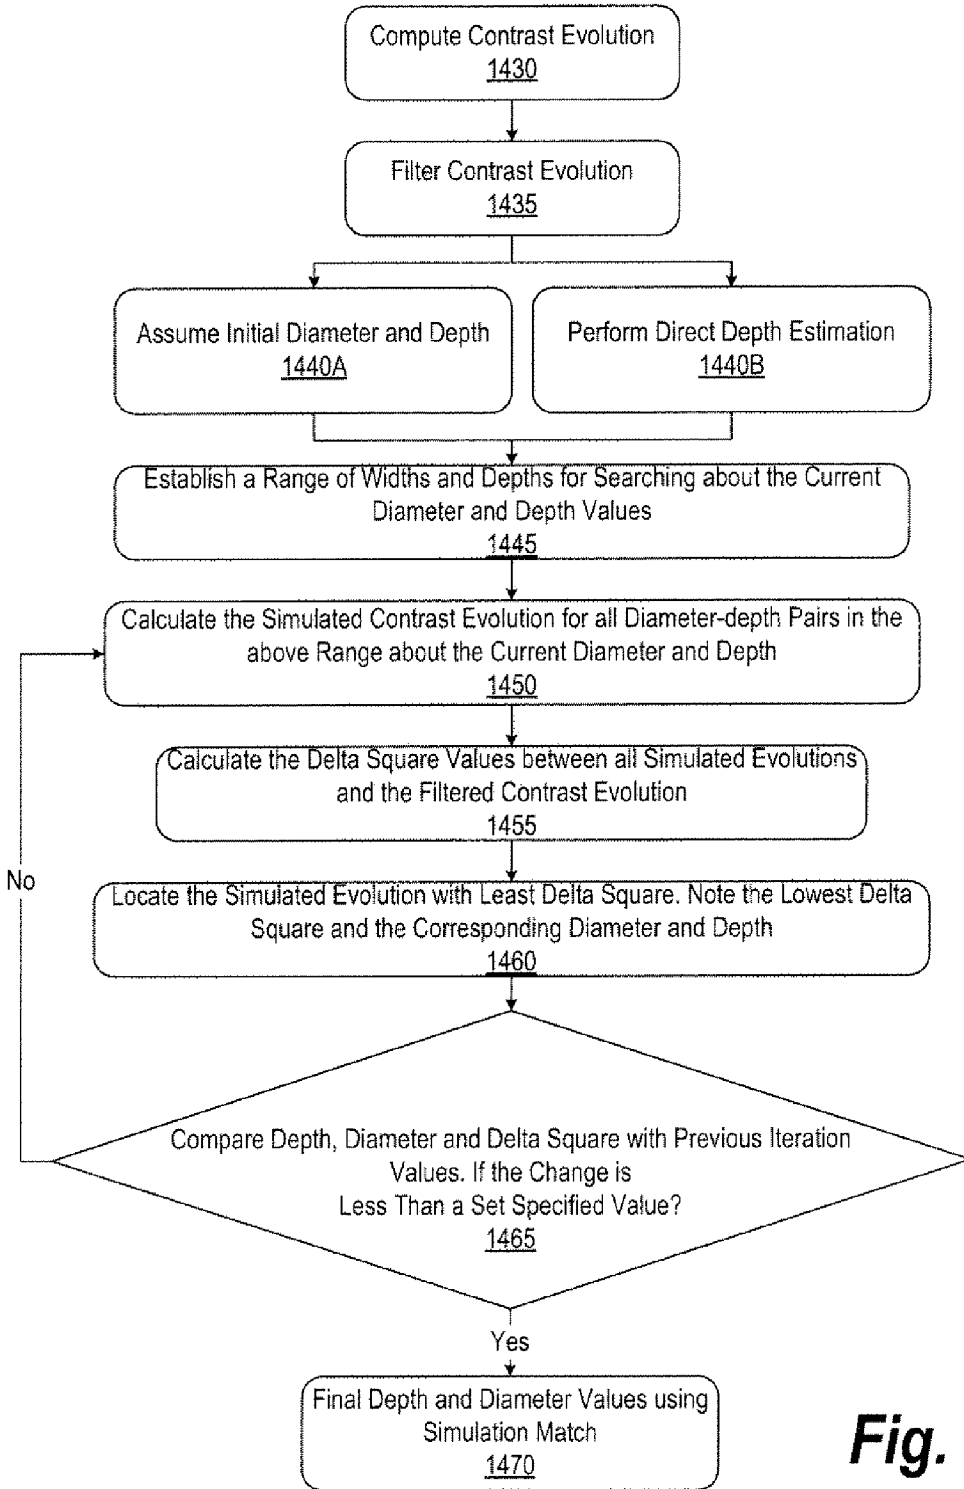 Compute Contrast Evolution
1430
Filter Contrast Evolution
1435
Assume Initial Diameter and Depth
1440A
Perform Direct Depth Estimation
1440B
Establish a Range of Widths and Depths for Searching about the Current
Diameter and Depth Values
1445
Calculate the Simulated Contrast Evolution for all Diameter-depth Pairs in the
above Range about the Current Diameter and Depth
1450
Calculate the Delta Square Values between all Simulated Evolutions
and the Filtered Contrast Evolution
1455
No
Locate the Simulated Evolution with Least Delta Square. Note the Lowest Delta
Square and the Corresponding Diameter and Depth
1460
Compare Depth, Diameter and Delta Square with Previous Iteration
Values. If the Change is
Less Than a Set Specified Value?
1465
Yes
Final Depth and Diameter Values using
Simulation Match
1470
Fig.